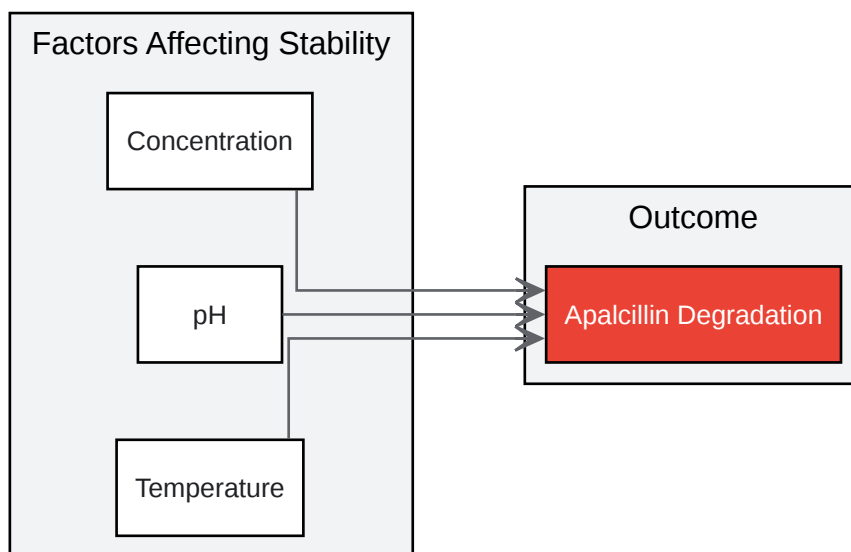 Factors Affecting Stability
Concentration
pH
Temperature
Outcome
Apalcillin Degradation